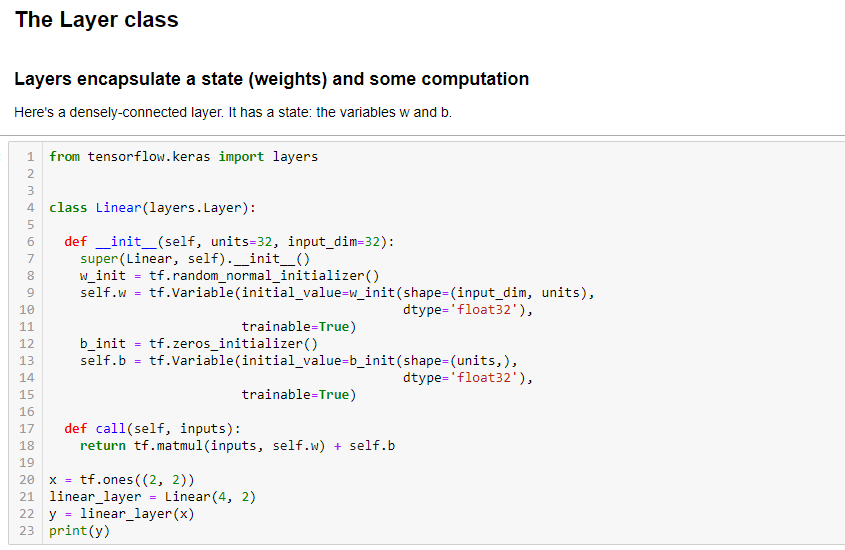 The Layer class
Layers encapsulate a state (weights) and some computation
Here's a densely-connected layer. It has a state: the variables w and b.
1 from tensorflow.keras import layers
2
3
4 class Linear(layers.Layer):
5
6   def __init__(self, units=32, input_dim=32):
7     super(Linear, self).__init__()
8     w_init = tf.random_normal_initializer()
9     self.w = tf.Variable(initial_value=w_init(shape=(input_dim, units),
10                                               dtype='float32'),
11                          trainable=True)
12     b_init = tf.zeros_initializer()
13     self.b = tf.Variable(initial_value=b_init(shape=(units,),
14                                               dtype='float32'),
15                          trainable=True)
16
17   def call(self, inputs):
18     return tf.matmul(inputs, self.w) + self.b
19
20 x = tf.ones((2, 2))
21 linear_layer = Linear(4, 2)
22 y = linear_layer(x)
23 print(y)